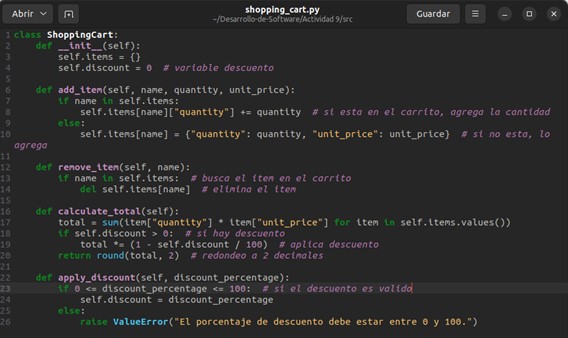 Abrir
shopping_cart.py
~/Desarrollo-de-Software/Actividad 9/src
Guardar
1 class ShoppingCart:
2     def __init__(self):
3         self.items = {}
4         self.discount = 0  # variable descuento
5
6     def add_item(self, name, quantity, unit_price):
7         if name in self.items:
8             self.items[name]["quantity"] += quantity  # si esta en el carrito, agrega la cantidad
9         else:
10             self.items[name] = {"quantity": quantity, "unit_price": unit_price}  # si no esta, lo
agrega
11
12     def remove_item(self, name):
13         if name in self.items:  # busca el item en el carrito
14             del self.items[name]  # elimina el item
15
16     def calculate_total(self):
17         total = sum(item["quantity"] * item["unit_price"] for item in self.items.values())
18         if self.discount > 0:  # si hay descuento
19             total *= (1 - self.discount / 100)  # aplica descuento
20         return round(total, 2)  # redondeo a 2 decimales
21
22     def apply_discount(self, discount_percentage):
23         if 0 <= discount_percentage <= 100:  # si el descuento es valido
24             self.discount = discount_percentage
25         else:
26             raise ValueError("El porcentaje de descuento debe estar entre 0 y 100.")